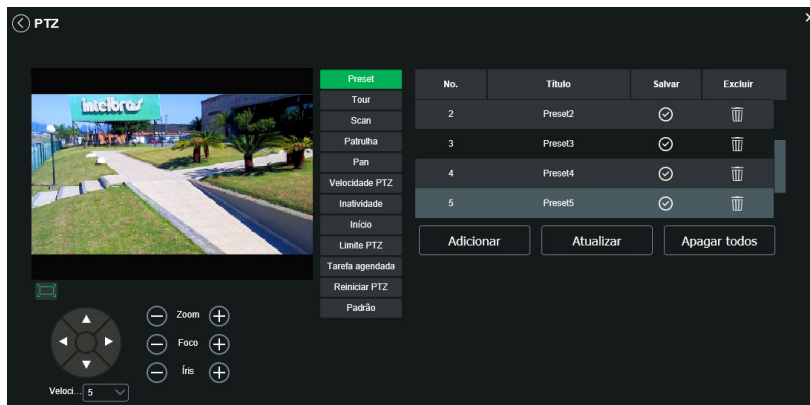 PTZ
intelbras
Preset
Tour
Scan
Patrulha
Pan
Velocidade PTZ
Inatividade
Início
Limite PTZ
Tarefa agendada
Reiniciar PTZ
Padrão
No. Título Salvar Excluir
2 Preset2
3 Preset3
4 Preset4
5 Preset5
Adicionar Atualizar Apagar todos
Zoom
Foco
Íris
Veloci... 5